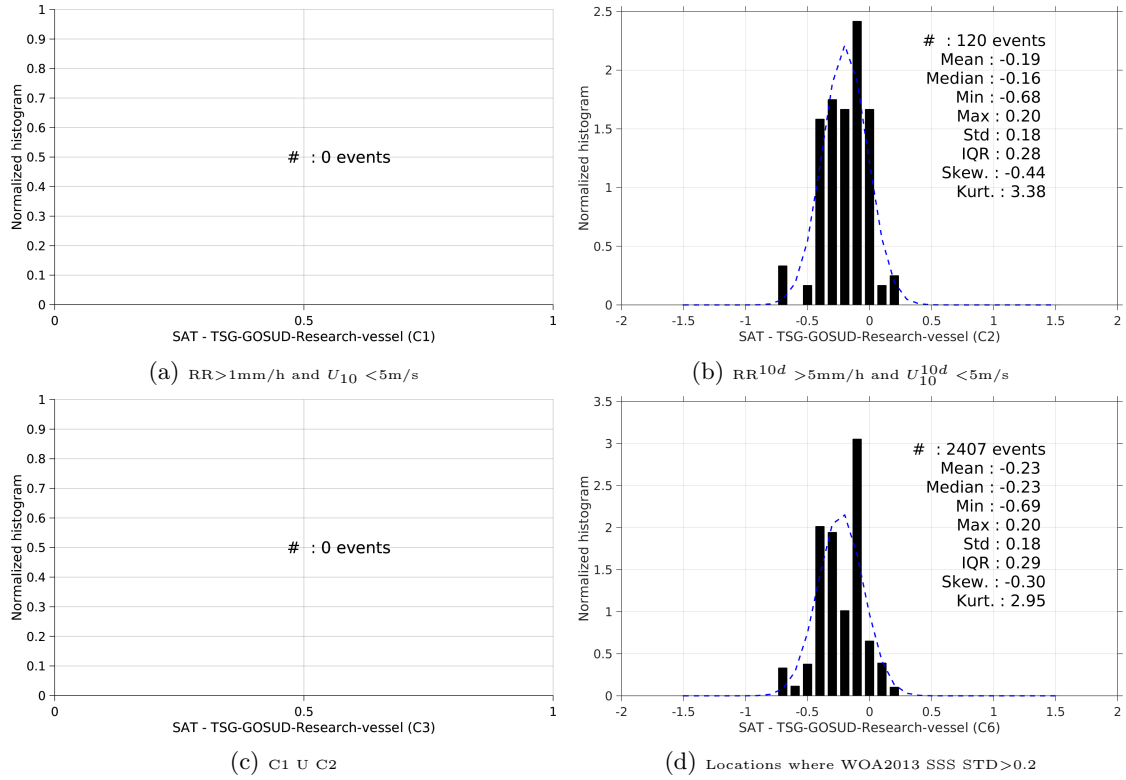 1
0.9
0.8
0.7
0.6
0.5
0.4
0.3
0.2
0.1
0
Normalized histogram
# : 0 events
0 0.5 1
SAT - TSG-GOSUD-Research-vessel (C1)
(a) RR>1mm/h and U10 <5m/s
2.5
2
1.5
1
0.5
0
Normalized histogram
# : 120 events
Mean : -0.19
Median : -0.16
Min : -0.68
Max : 0.20
Std : 0.18
IQR : 0.28
Skew. : -0.44
Kurt. : 3.38
-2 -1.5 -1 -0.5 0 0.5 1 1.5 2
SAT - TSG-GOSUD-Research-vessel (C2)
(b) RR10d >5mm/h and U10d10 <5m/s
1
0.9
0.8
0.7
0.6
0.5
0.4
0.3
0.2
0.1
0
Normalized histogram
# : 0 events
0 0.5 1
SAT - TSG-GOSUD-Research-vessel (C3)
(c) C1 U C2
3.5
3
2.5
2
1.5
1
0.5
0
Normalized histogram
# : 2407 events
Mean : -0.23
Median : -0.23
Min : -0.69
Max : 0.20
Std : 0.18
IQR : 0.29
Skew. : -0.30
Kurt. : 2.95
-2 -1.5 -1 -0.5 0 0.5 1 1.5 2
SAT - TSG-GOSUD-Research-vessel (C6)
(d) Locations where WOA2013 SSS STD>0.2